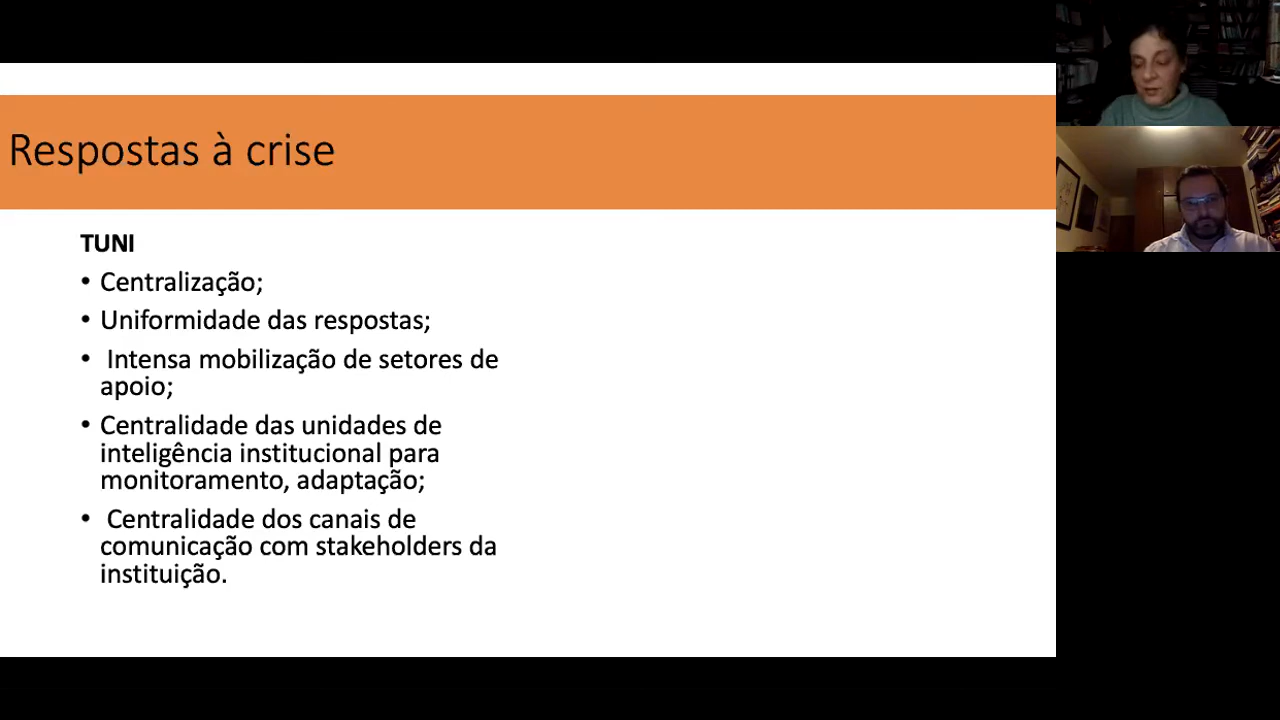 Respostas à crise
TUNI
• Centralização;
• Uniformidade das respostas;
• Intensa mobilização de setores de
apoio;
• Centralidade das unidades de
inteligência institucional para
monitoramento, adaptação;
• Centralidade dos canais de
comunicação com stakeholders da
instituição.